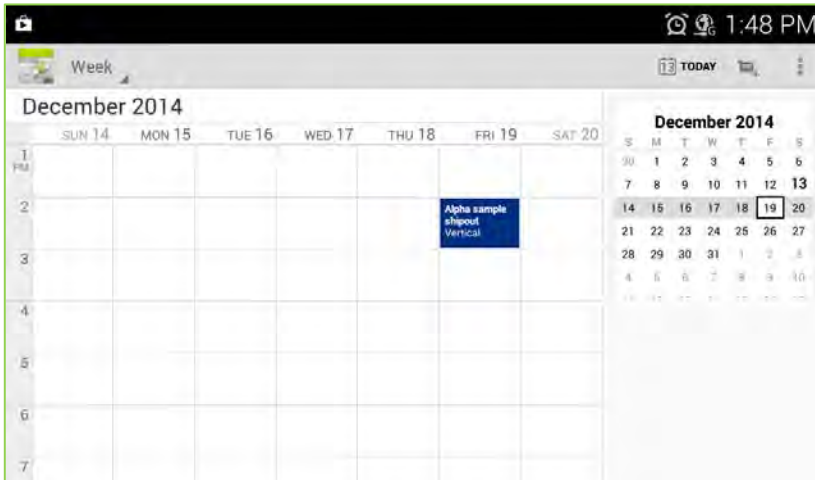 1:48 PM
Week
13 TODAY
December 2014
SUN 14 MON 15 TUE 16 WED 17 THU 18 FRI 19 SAT 20
1 PM
2
Alpha sample
shipout
Vertical
3
4
5
6
7
December 2014
S M T W T F S
30 1 2 3 4 5 6
7 8 9 10 11 12 13
14 15 16 17 18 19 20
21 22 23 24 25 26 27
28 29 30 31 1 2 3
4 5 6 7 8 9 10